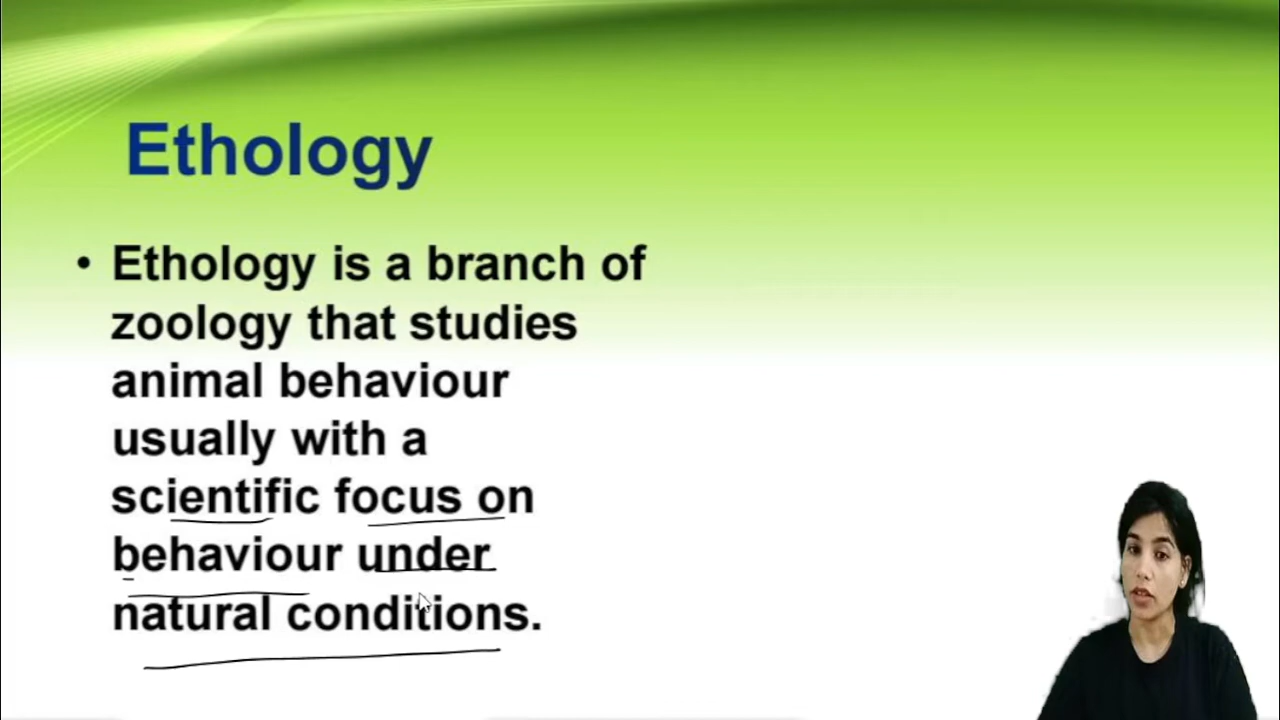 Ethology
• Ethology is a branch of
zoology that studies
animal behaviour
usually with a
scientific focus on
behaviour under
natural conditions.